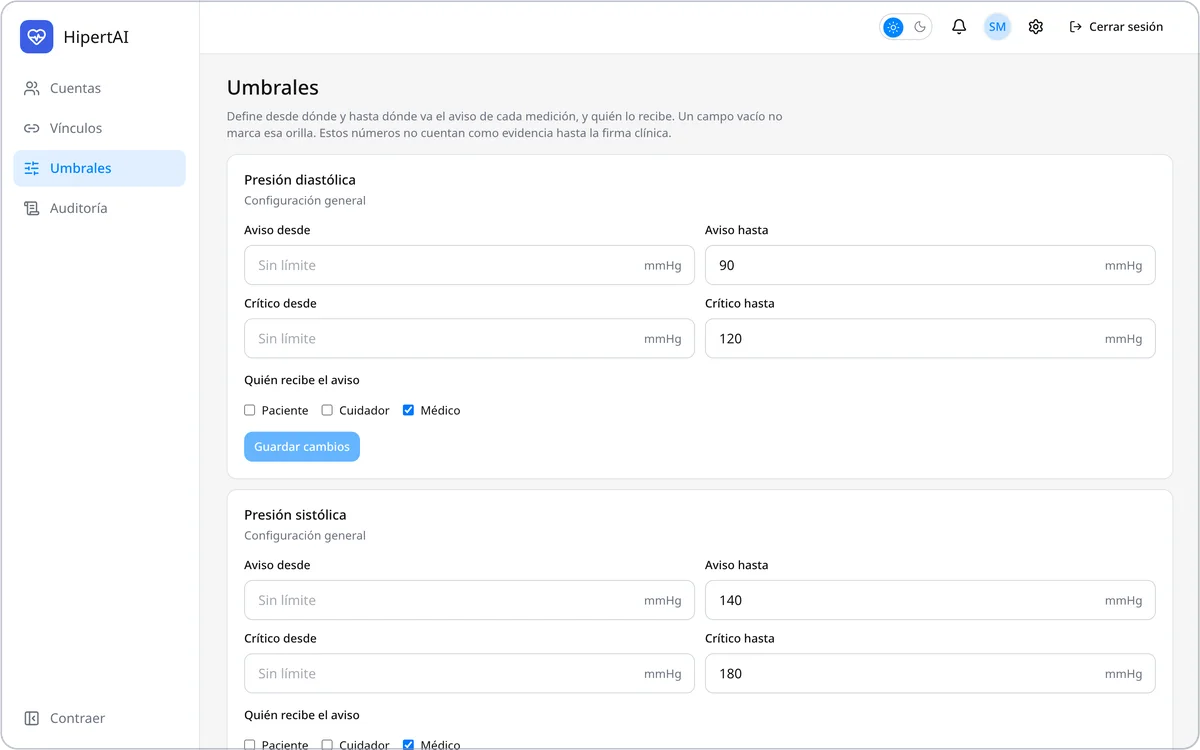 HipertAI
SM
Cerrar sesión
Cuentas
Vínculos
Umbrales
Auditoría
Contraer
Umbrales
Define desde dónde y hasta dónde va el aviso de cada medición, y quién lo recibe. Un campo vacío no
marca esa orilla. Estos números no cuentan como evidencia hasta la firma clínica.
Presión diastólica
Configuración general
Aviso desde
Aviso hasta
Sin límite mmHg
90 mmHg
Crítico desde
Crítico hasta
Sin límite mmHg
120 mmHg
Quién recibe el aviso
Paciente Cuidador Médico
Guardar cambios
Presión sistólica
Configuración general
Aviso desde
Aviso hasta
Sin límite mmHg
140 mmHg
Crítico desde
Crítico hasta
Sin límite mmHg
180 mmHg
Quién recibe el aviso
Paciente Cuidador Médico